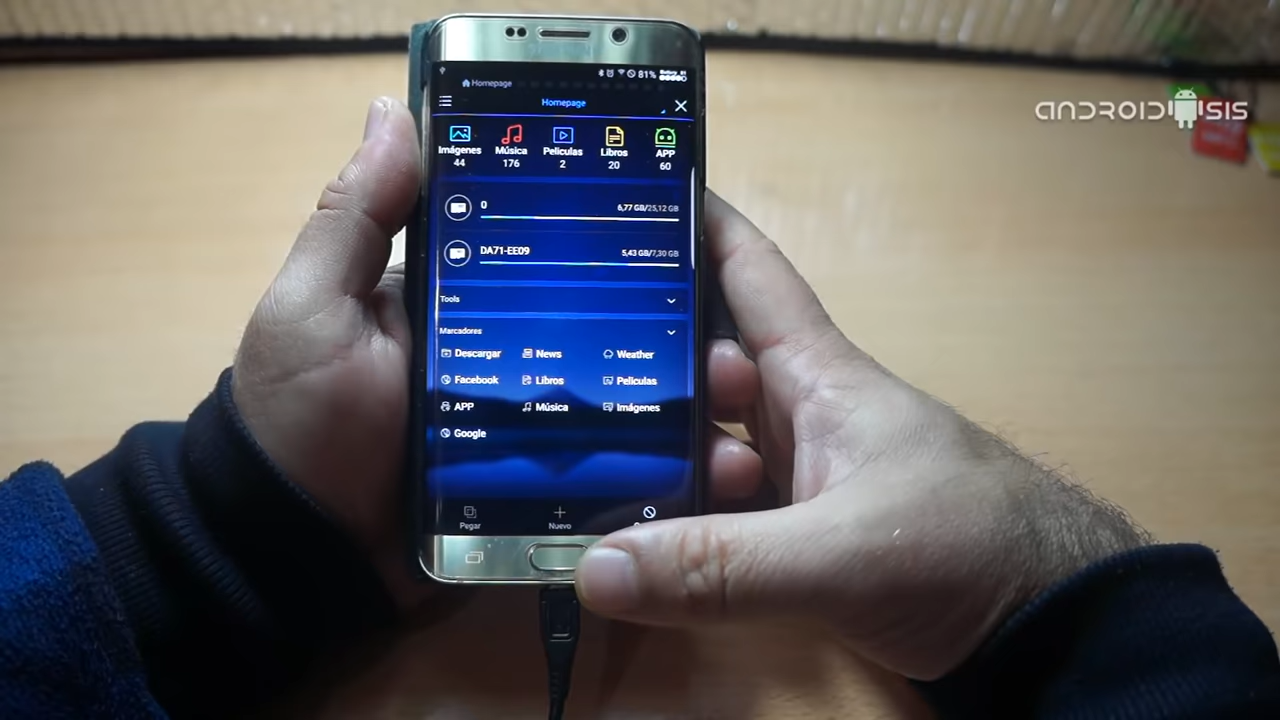 ANDROIDSIS
81%
Homepage
Homepage
Imágenes Música Películas Libros APP
44 176 2 20 60
0 6,77 GB/25,12 GB
DA71-EE09 5,43 GB/7,30 GB
Tools
Marcadores
Descargar News Weather
Facebook Libros Películas
APP Música Imágenes
Google
Pegar Nuevo